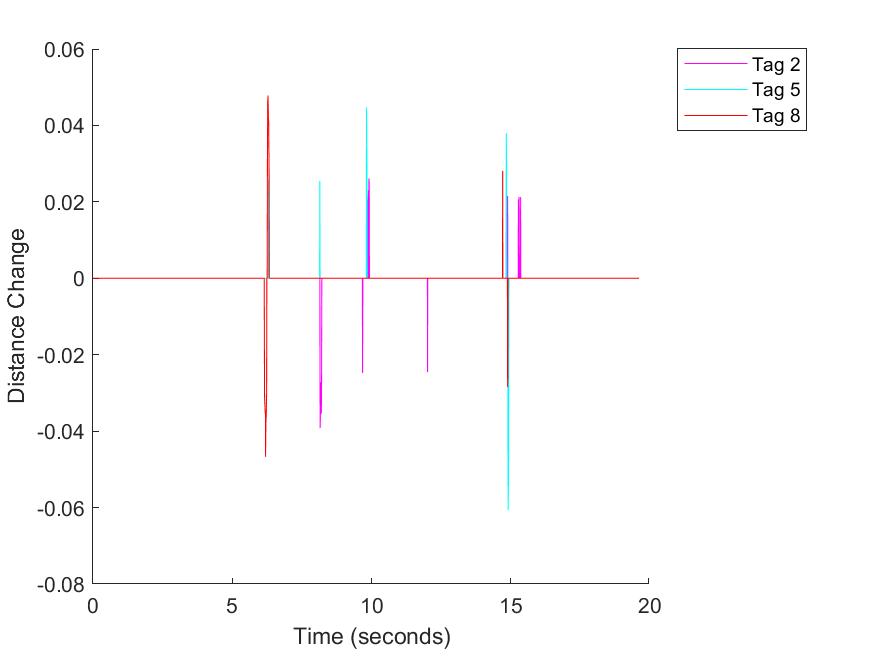 0.06
0.04
0.02
0
-0.02
-0.04
-0.06
-0.08
Distance Change
0 5 10 15 20
Time (seconds)
Tag 2
Tag 5
Tag 8